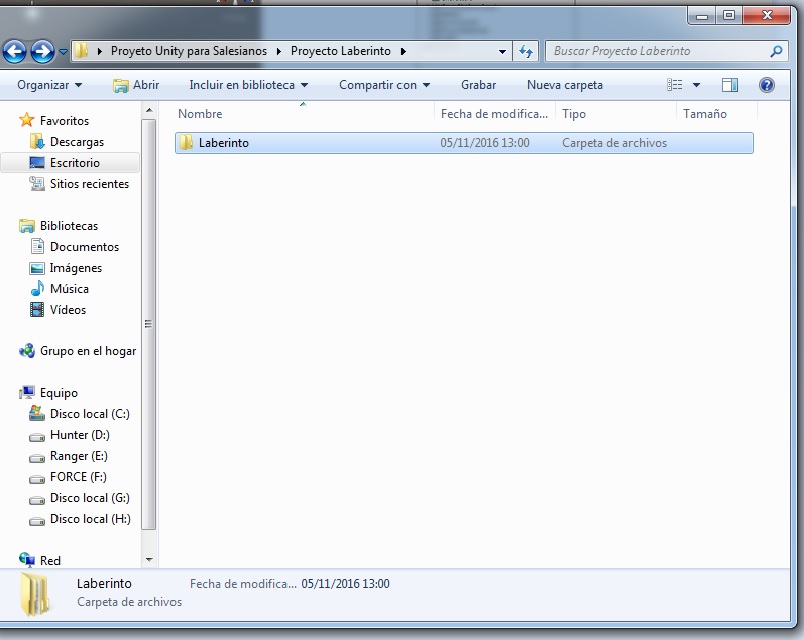 Proyeto Unity para Salesianos Proyecto Laberinto Buscar Proyecto Laberinto
Organizar Abrir Incluir en biblioteca Compartir con Grabar Nueva carpeta
Nombre Fecha de modifica... Tipo Tamaño
Laberinto 05/11/2016 13:00 Carpeta de archivos
Favoritos
Descargas
Escritorio
Sitios recientes
Bibliotecas
Documentos
Imágenes
Música
Vídeos
Grupo en el hogar
Equipo
Disco local (C:)
Hunter (D:)
Ranger (E:)
FORCE (F:)
Disco local (G:)
Disco local (H:)
Red
Laberinto Fecha de modifica... 05/11/2016 13:00
Carpeta de archivos